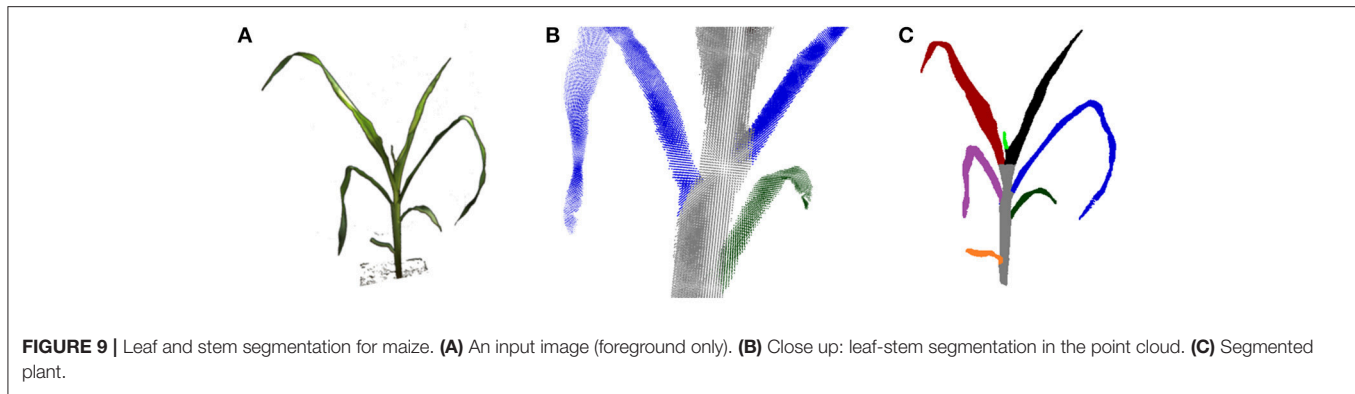 A
B
C
FIGURE 9 | Leaf and stem segmentation for maize. (A) An input image (foreground only). (B) Close up: leaf-stem segmentation in the point cloud. (C) Segmented
plant.